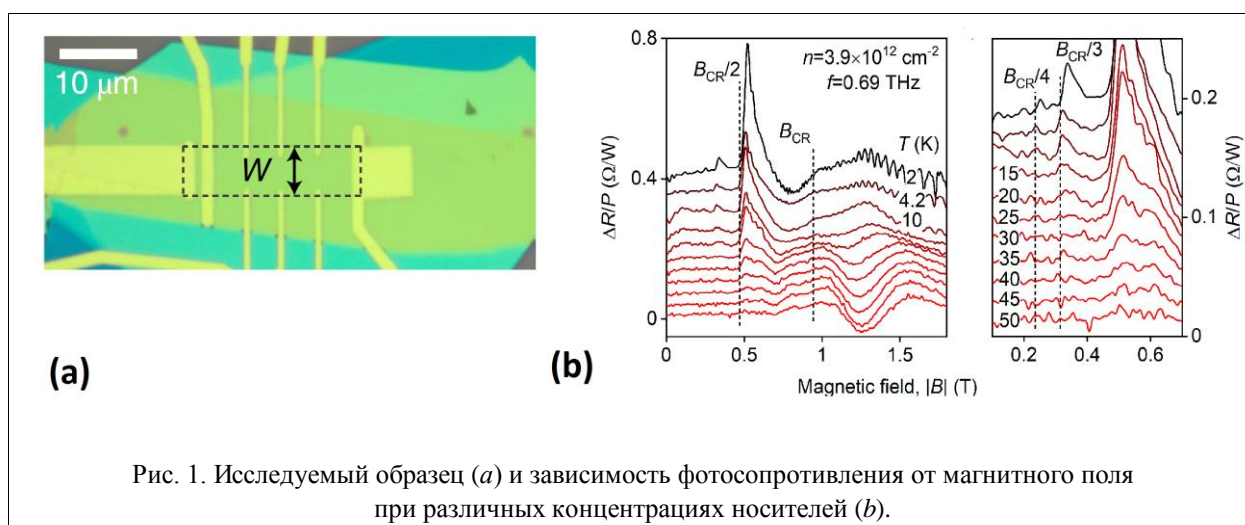 10 μm
W
(a)
0.8
0.4
0
ΔR/P (Ω/W)
n=3.9×10¹² cm⁻²
f=0.69 THz
B_CR/2
B_CR
T (K)
2
4.2
10
0 0.5 1 1.5
(b)
B_CR/3
B_CR/4
15
20
25
30
35
40
45
50
0.2
0.1
0
ΔR/P (Ω/W)
0.2 0.4 0.6
Magnetic field, |B| (T)
Рис. 1. Исследуемый образец (a) и зависимость фотосопротивления от магнитного поля
при различных концентрациях носителей (b).